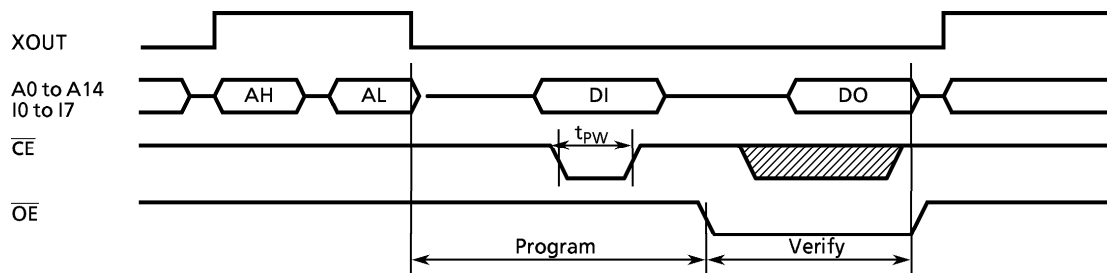 XOUT
A0 to A14
I0 to I7
AH
AL
DI
DO
CE
tPW
OE
Program
Verify